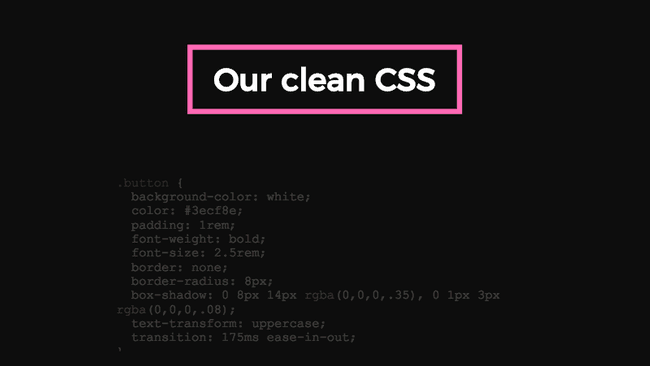 Our clean CSS
.button {
background-color: white;
color: #3ecf8e;
padding: 1rem;
font-weight: bold;
font-size: 2.5rem;
border: none;
border-radius: 8px;
box-shadow: 0 8px 14px rgba(0,0,0,.35), 0 1px 3px
rgba(0,0,0,.08);
text-transform: uppercase;
transition: 175ms ease-in-out;